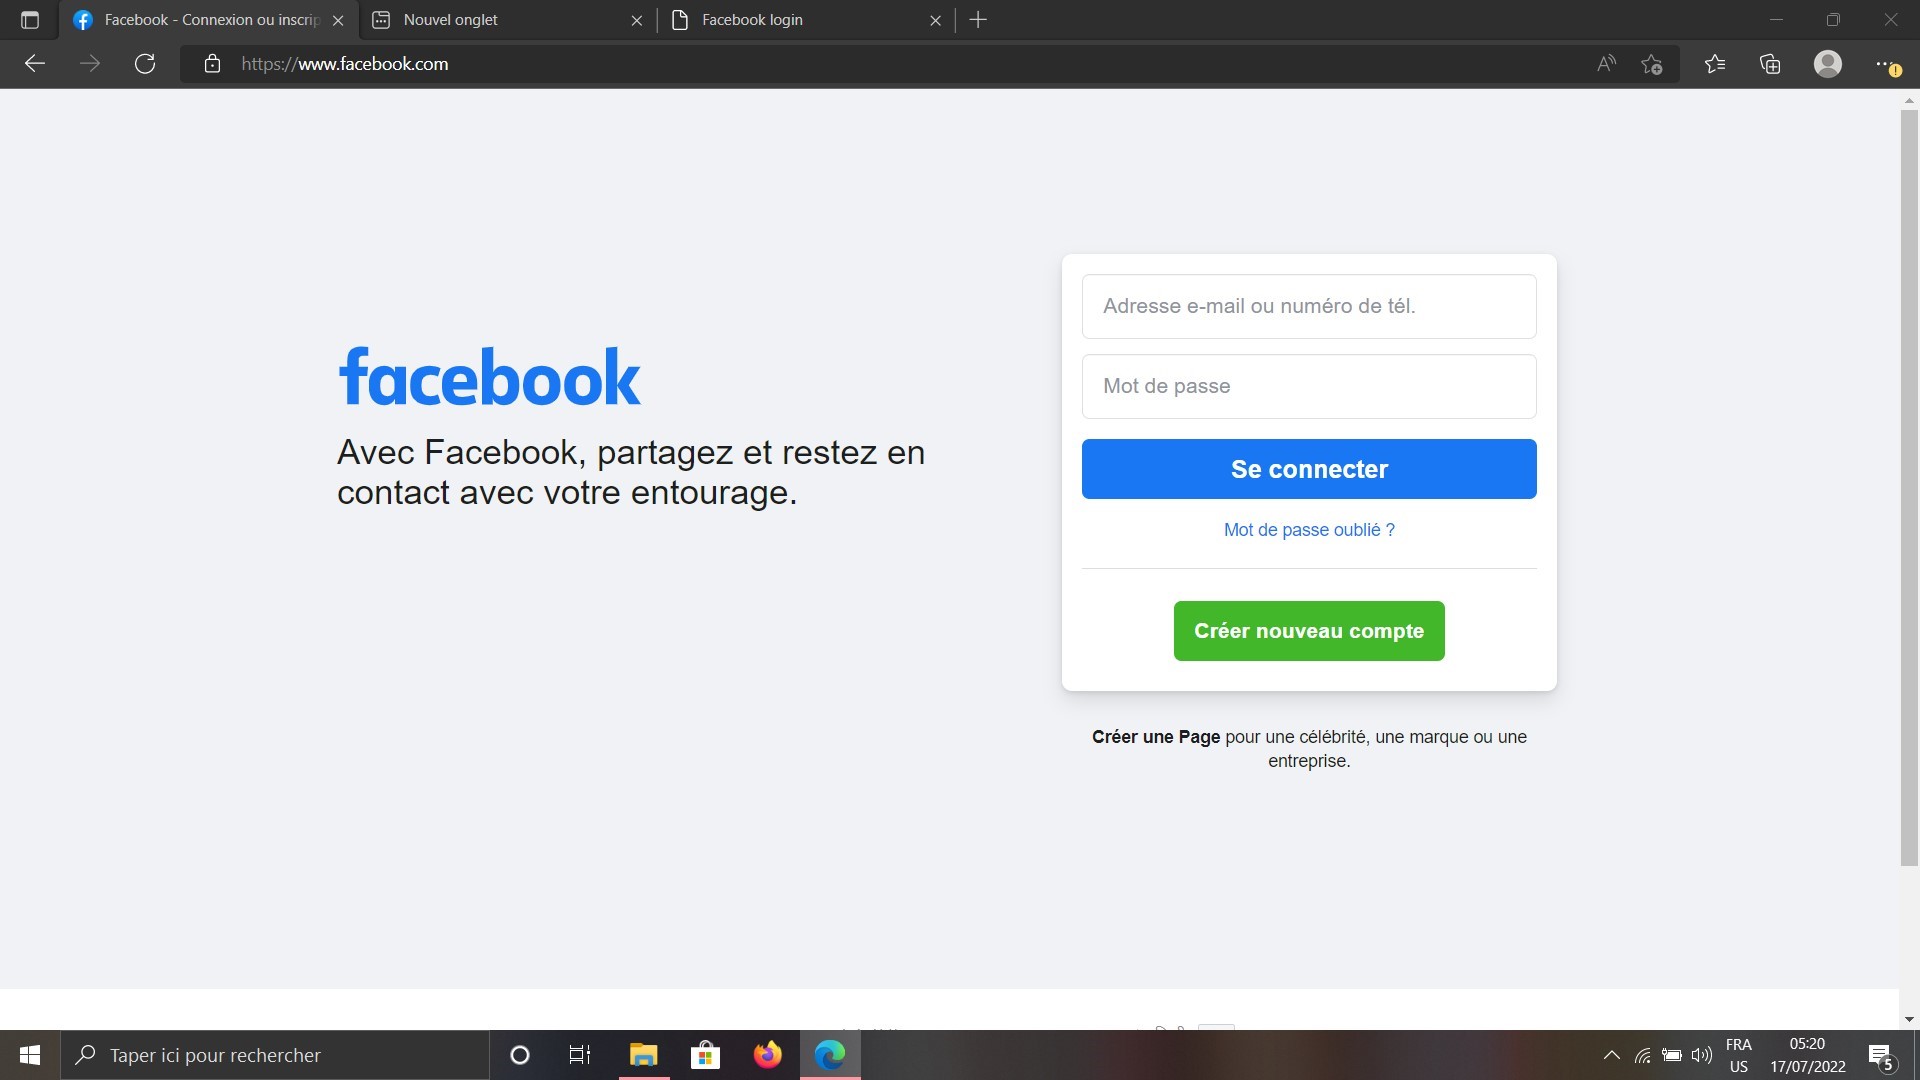 Facebook - Connexion ou inscrip
Nouvel onglet
Facebook login
https://www.facebook.com
facebook
Avec Facebook, partagez et restez en
contact avec votre entourage.
Adresse e-mail ou numéro de tél.
Mot de passe
Se connecter
Mot de passe oublié ?
Créer nouveau compte
Créer une Page pour une célébrité, une marque ou une
entreprise.
Taper ici pour rechercher
FRA
US
05:20
17/07/2022
5